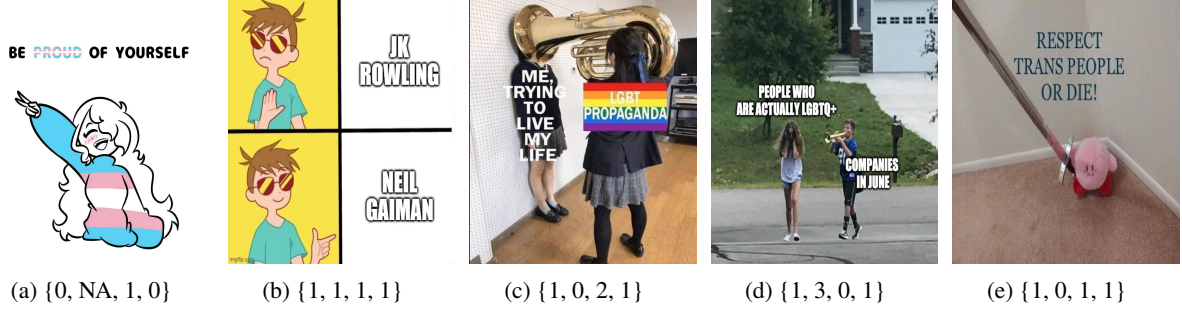 BE PROUD OF YOURSELF
JK
ROWLING
NEIL
GAIMAN
imgflip.com
ME,
TRYING
TO
LIVE
MY
LIFE
LGBT
PROPAGANDA
PEOPLE WHO
ARE ACTUALLY LGBTQ+
COMPANIES
IN JUNE
RESPECT
TRANS PEOPLE
OR DIE!
(a) {0, NA, 1, 0}
(b) {1, 1, 1, 1}
(c) {1, 0, 2, 1}
(d) {1, 3, 0, 1}
(e) {1, 0, 1, 1}